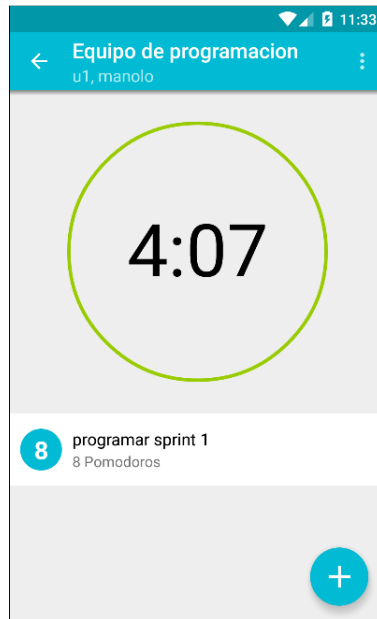 11:33
Equipo de programacion
u1, manolo
4:07
8
programar sprint 1
8 Pomodoros